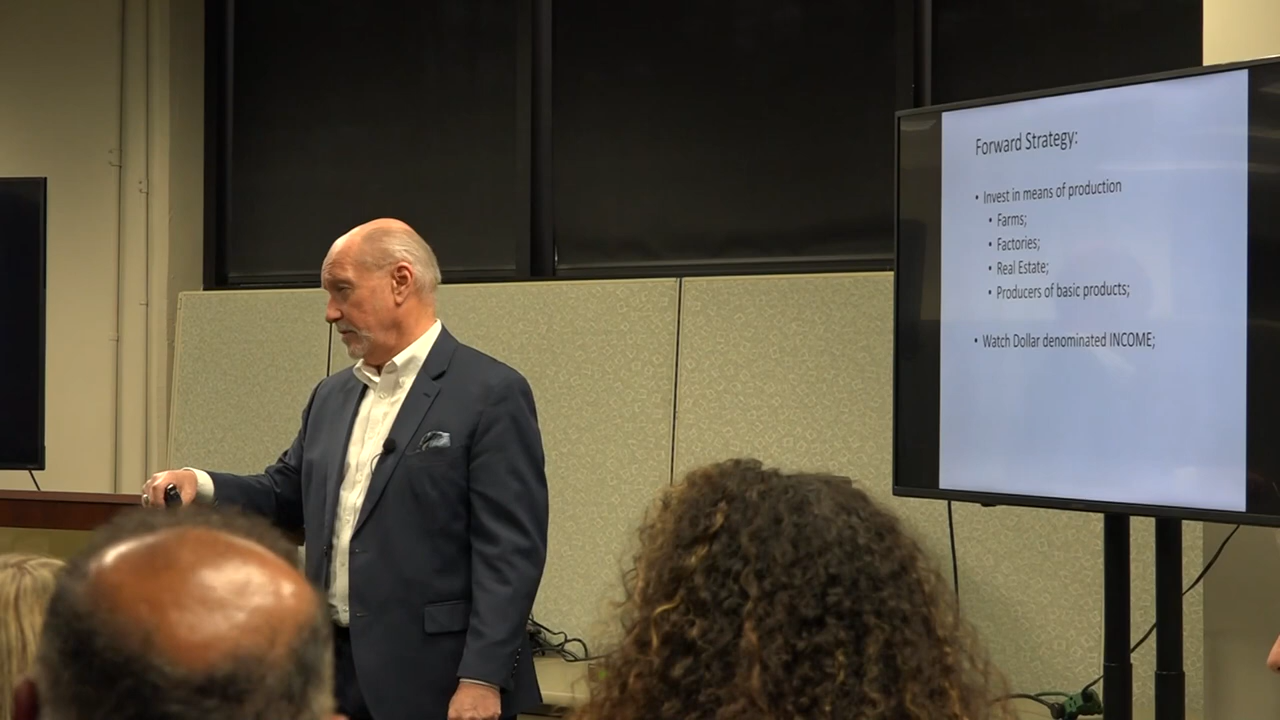 Forward Strategy:
• Invest in means of production
• Farms;
• Factories;
• Real Estate;
• Producers of basic products;
• Watch Dollar denominated INCOME;